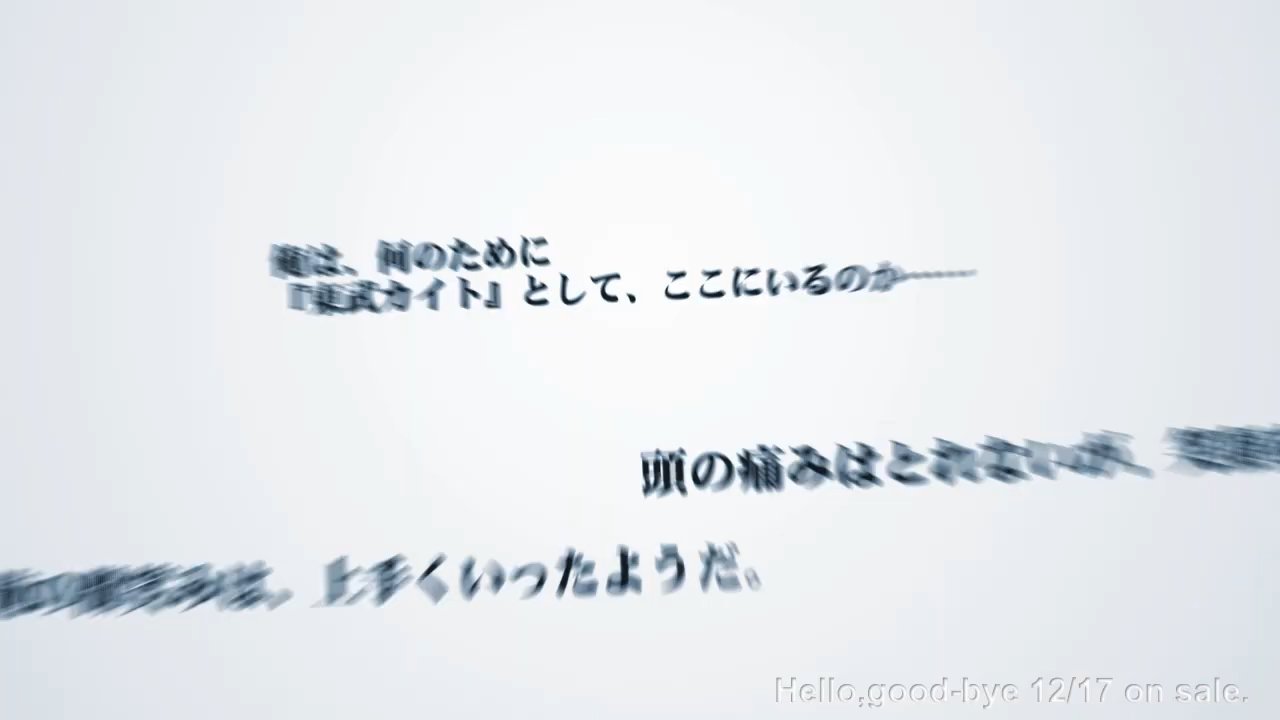 俺は、何のために
『東武カイト』として、ここにいるのか……
頭の痛みはとれないが、
は、上手くいったようだ。
Hello,good-bye 12/17 on sale.